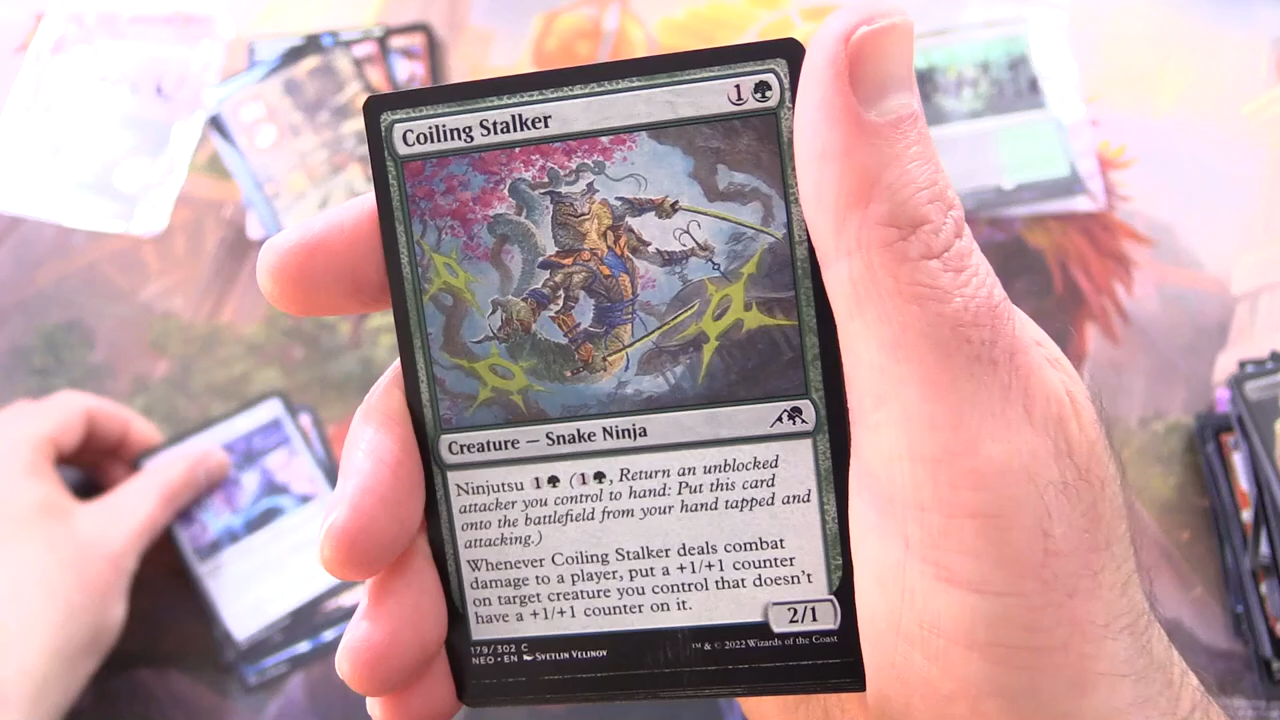 Coiling Stalker 1
Creature — Snake Ninja
Ninjutsu 1 (1, Return an unblocked
attacker you control to hand: Put this card
onto the battlefield from your hand tapped and
attacking.)
Whenever Coiling Stalker deals combat
damage to a player, put a +1/+1 counter
on target creature you control that doesn't
have a +1/+1 counter on it.
2/1
179/302 C
NEO • EN Svetlin Velinov
™ & © 2022 Wizards of the Coast